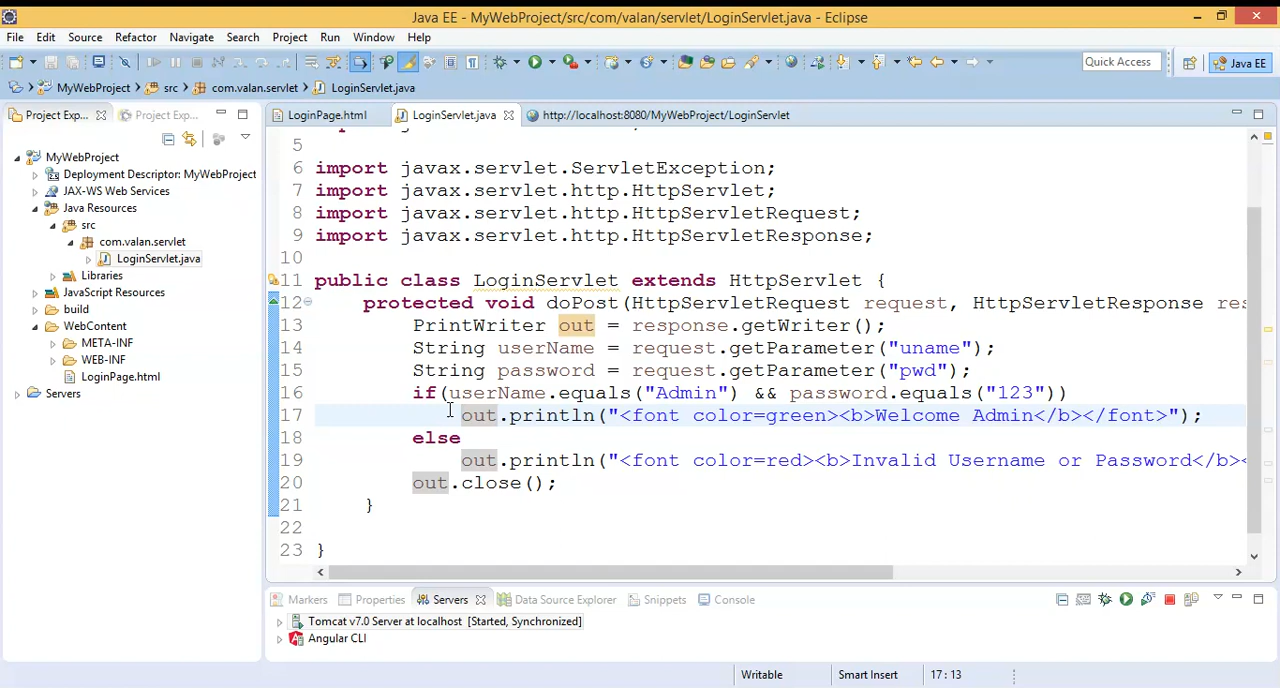 Java EE - MyWebProject/src/com/valan/servlet/LoginServlet.java - Eclipse
File Edit Source Refactor Navigate Search Project Run Window Help
Quick Access Java EE
MyWebProject src com.valan.servlet LoginServlet.java
Project Exp... Project Exp... LoginPage.html LoginServlet.java http://localhost:8080/MyWebProject/LoginServlet
MyWebProject
Deployment Descriptor: MyWebProject
JAX-WS Web Services
Java Resources
src
com.valan.servlet
LoginServlet.java
Libraries
JavaScript Resources
build
WebContent
META-INF
WEB-INF
LoginPage.html
Servers
5
6 import javax.servlet.ServletException;
7 import javax.servlet.http.HttpServlet;
8 import javax.servlet.http.HttpServletRequest;
9 import javax.servlet.http.HttpServletResponse;
10
11 public class LoginServlet extends HttpServlet {
12 protected void doPost(HttpServletRequest request, HttpServletResponse res
13 PrintWriter out = response.getWriter();
14 String userName = request.getParameter("uname");
15 String password = request.getParameter("pwd");
16 if(userName.equals("Admin") && password.equals("123"))
17 out.println("<font color=green><b>Welcome Admin</b></font>");
18 else
19 out.println("<font color=red><b>Invalid Username or Password</b><
20 out.close();
21 }
22
23 }
Markers Properties Servers Data Source Explorer Snippets Console
Tomcat v7.0 Server at localhost [Started, Synchronized]
Angular CLI
Writable Smart Insert 17 : 13